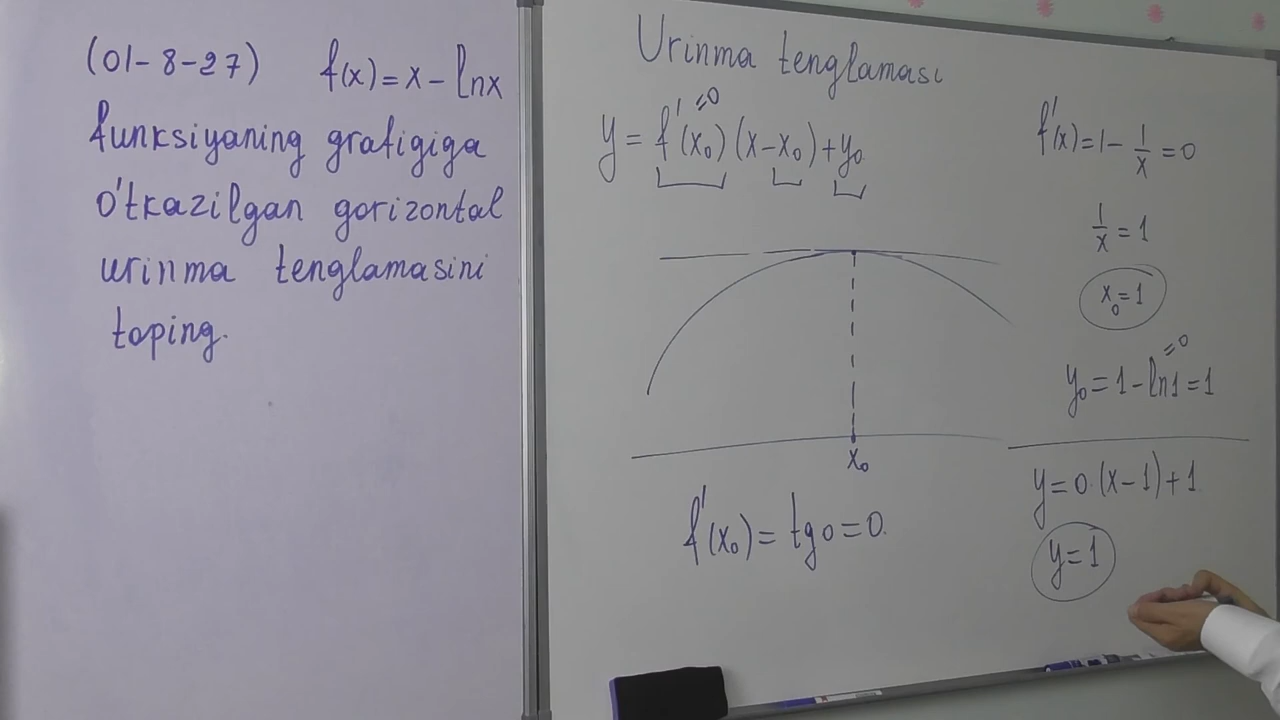 (01-8-27) f(x)=x-lnx
funksiyaning grafigiga
o'tkazilgan gorizontal
urinma tenglamasini
toping.
Urinma tenglamasi
=0
y=f'(x₀)(x-x₀)+y₀
x₀
f'(x₀)=tg0=0.
f'(x)=1-1/x=0
1/x=1
x₀=1
=0
y₀=1-ln1=1
y=0·(x-1)+1
y=1